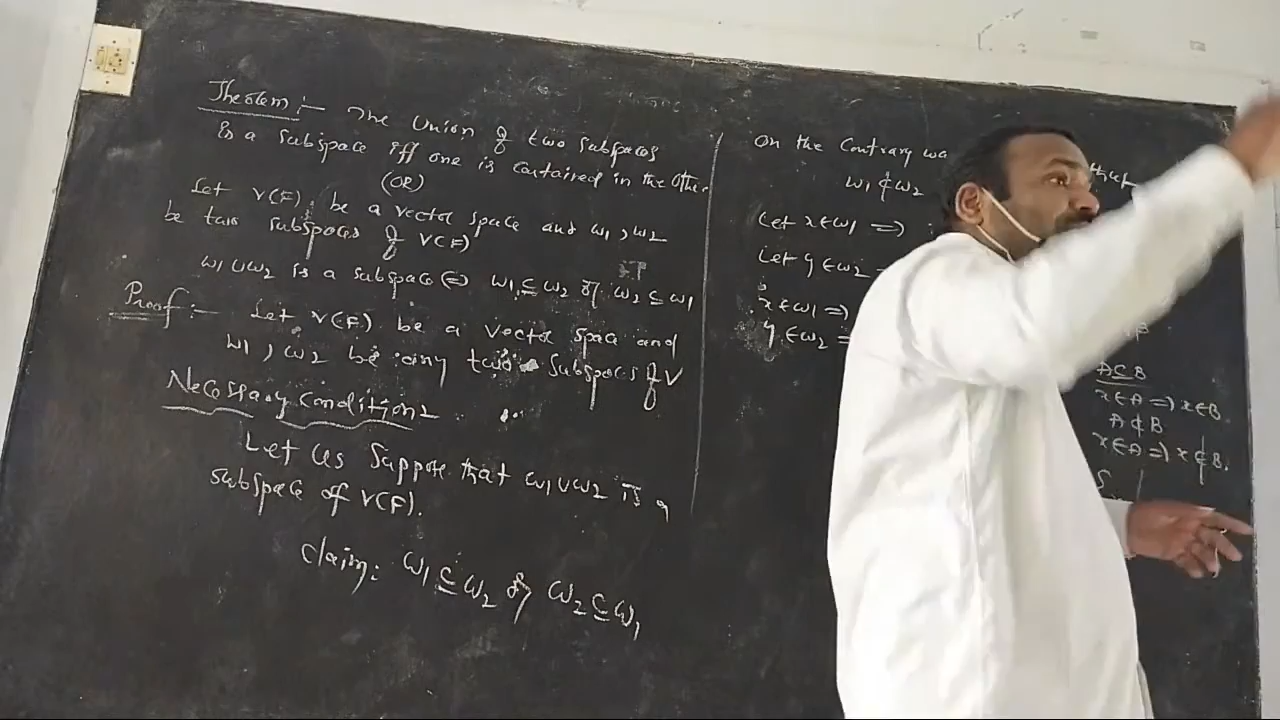 Theorem :- The Union of two subspaces
is a subspace iff one is contained in the other
(OR)
Let V(F) be a vector space and W1, W2
be two subspaces of V(F)
W1∪W2 is a subspace ⇔ W1 ⊆ W2 or W2 ⊆ W1
Proof :- Let V(F) be a vector space and
W1, W2 be any two subspaces of V
Necessary Condition:
Let us suppose that W1∪W2 is a
subspace of V(F).
Claim: W1 ⊆ W2 or W2 ⊆ W1
On the Contrary
W1 ⊄ W2
Let x∈W1 =>
Let y∈W2
x∈W1 =>
y∈W2 =
A⊆B
x∈A => x∈B
A⊄B
x∈A => x∉B.